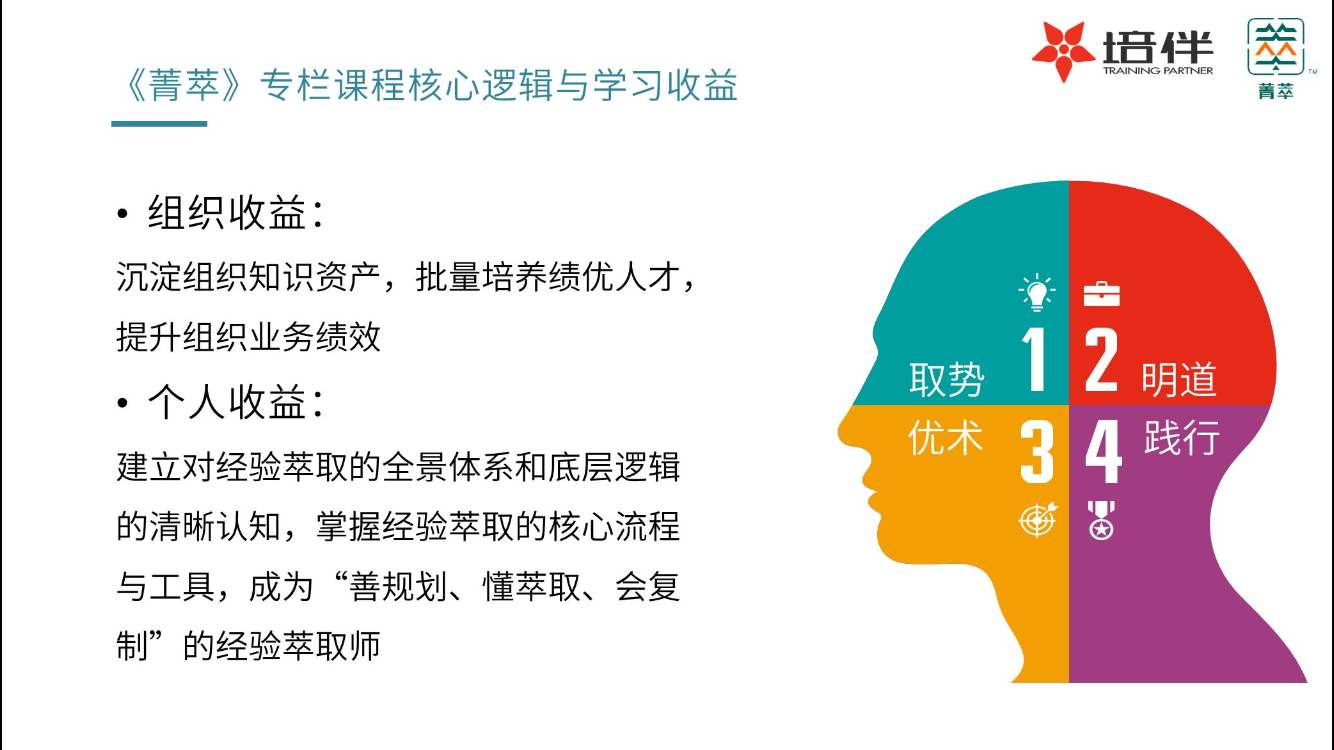 《菁萃》专栏课程核心逻辑与学习收益
培伴
TRAINING PARTNER
萃
TM
菁萃
• 组织收益：
沉淀组织知识资产，批量培养绩优人才，
提升组织业务绩效
• 个人收益：
建立对经验萃取的全景体系和底层逻辑
的清晰认知，掌握经验萃取的核心流程
与工具，成为“善规划、懂萃取、会复
制”的经验萃取师
取势 1
2 明道
优术 3
4 践行